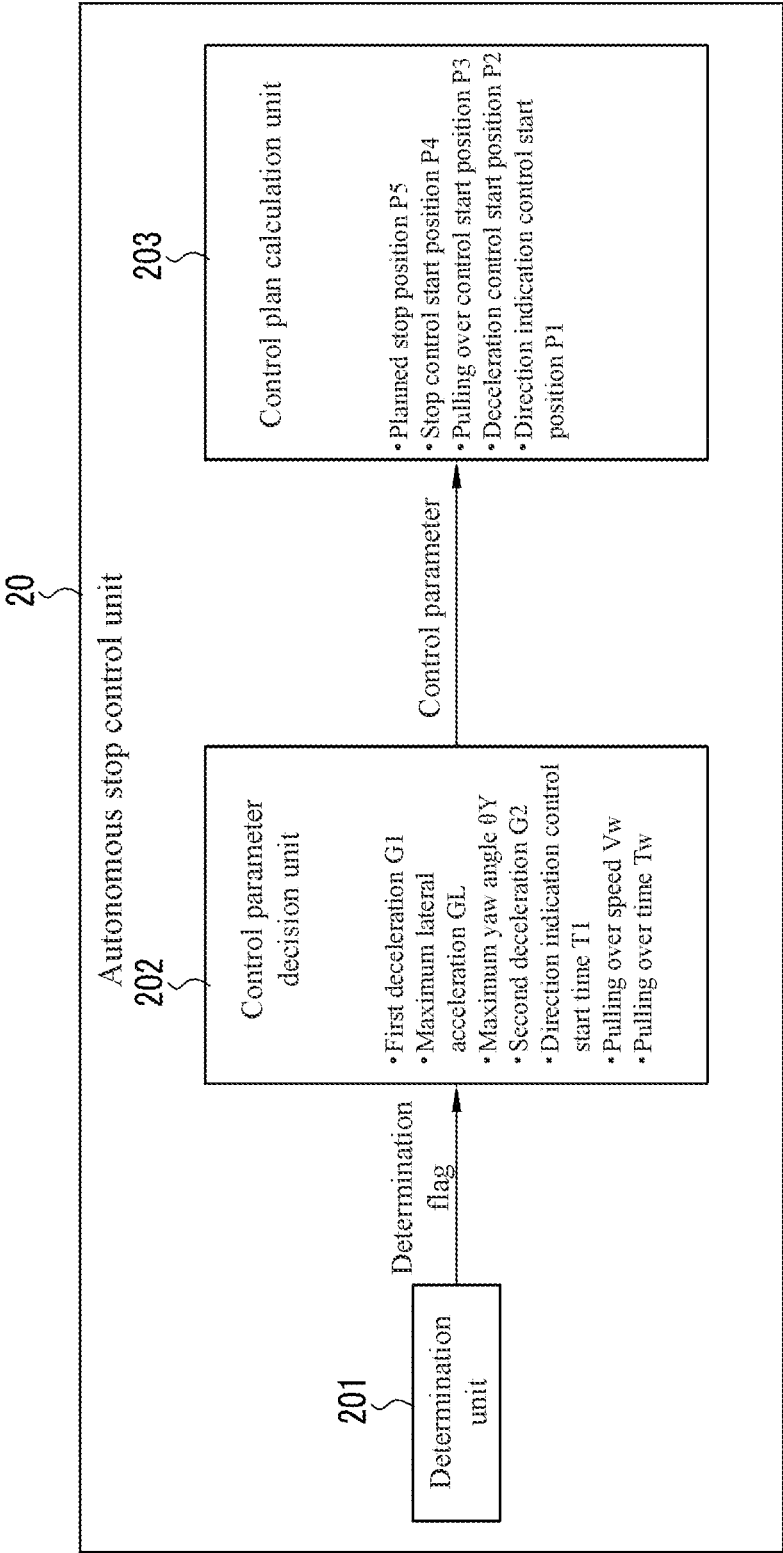 20
Autonomous stop control unit
201
Determination
unit
Determination
flag
202
Control parameter
decision unit
• First deceleration G1
• Maximum lateral
acceleration GL
• Maximum yaw angle θY
• Second deceleration G2
• Direction indication control
start time T1
• Pulling over speed Vw
• Pulling over time Tw
Control parameter
203
Control plan calculation unit
• Planned stop position P5
• Stop control start position P4
• Pulling over control start position P3
• Deceleration control start position P2
• Direction indication control start
position P1